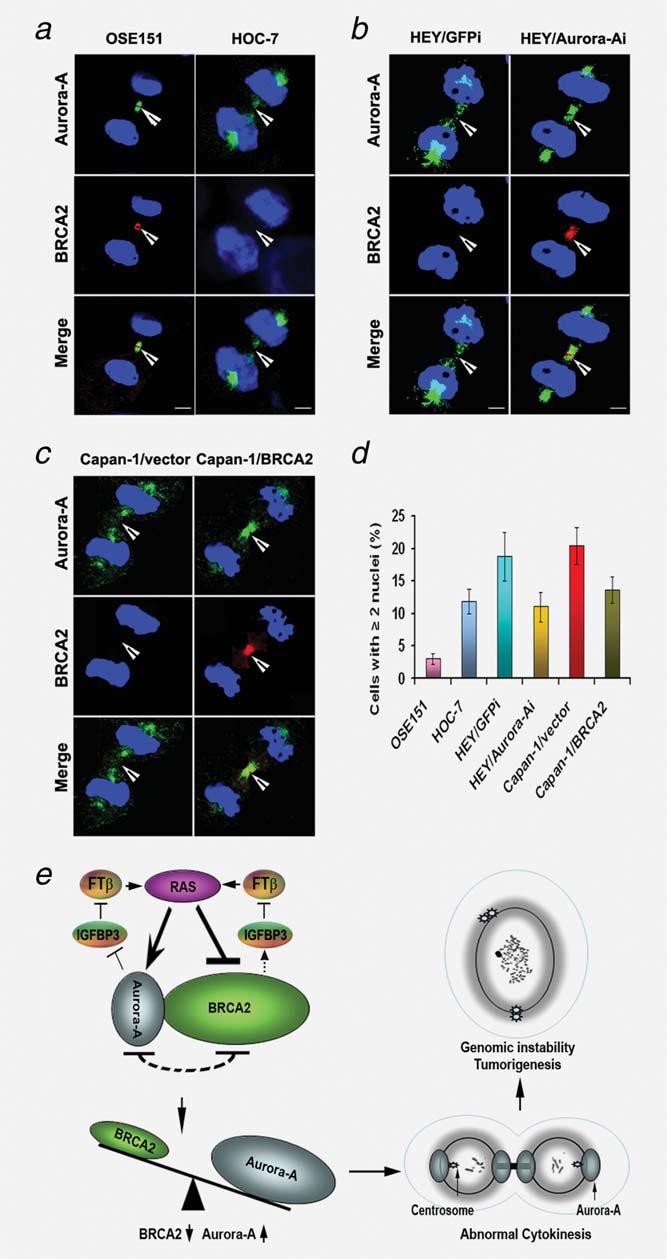 a
OSE151 HOC-7
Aurora-A
BRCA2
Merge
b
HEY/GFPi HEY/Aurora-Ai
Aurora-A
BRCA2
Merge
c
Capan-1/vector Capan-1/BRCA2
Aurora-A
BRCA2
Merge
d
Cells with ≥ 2 nuclei (%)
25
20
15
10
5
0
OSE151
HOC-7
HEY/GFPi
HEY/Aurora-Ai
Capan-1/vector
Capan-1/BRCA2
e
FTβ RAS FTβ
IGFBP3 IGFBP3
Aurora-A
BRCA2
BRCA2
Aurora-A
BRCA2 Aurora-A
Genomic instability
Tumorigenesis
Centrosome Aurora-A
Abnormal Cytokinesis